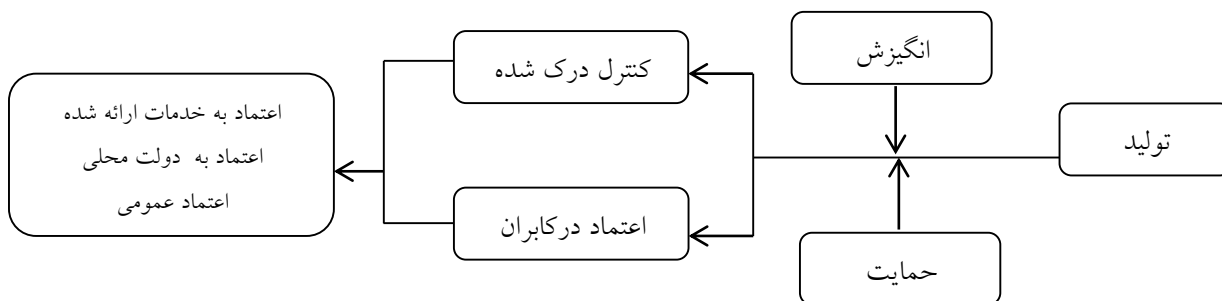 انگیزش
تولید
کنترل درک شده
اعتماد به خدمات ارائه شده
اعتماد به دولت محلی
اعتماد عمومی
اعتماد درکابران
حمایت